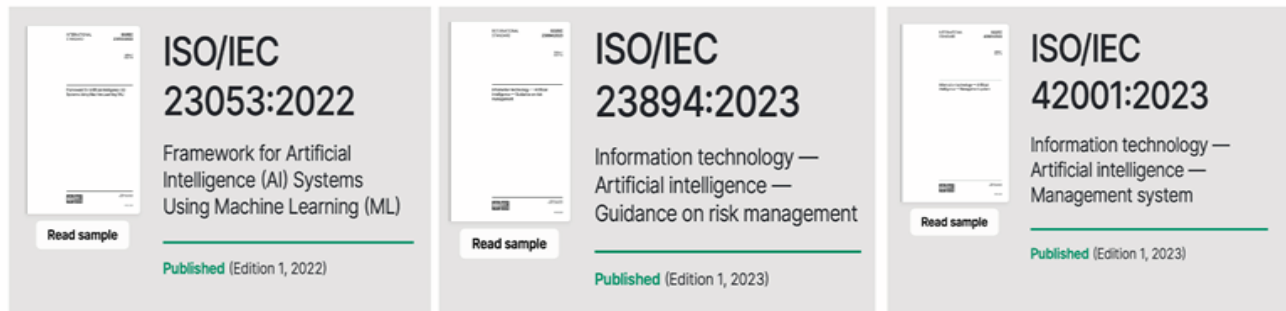 ISO/IEC
23053:2022
Framework for Artificial
Intelligence (AI) Systems
Using Machine Learning (ML)
Read sample
Published (Edition 1, 2022)
ISO/IEC
23894:2023
Information technology —
Artificial intelligence —
Guidance on risk management
Read sample
Published (Edition 1, 2023)
ISO/IEC
42001:2023
Information technology —
Artificial intelligence —
Management system
Read sample
Published (Edition 1, 2023)